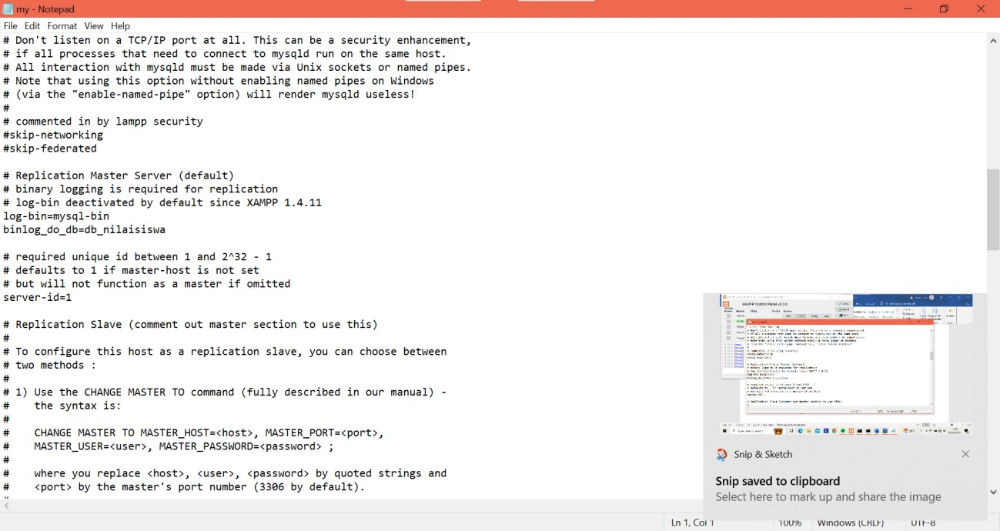 my - Notepad
File Edit Format View Help
# Don't listen on a TCP/IP port at all. This can be a security enhancement,
# if all processes that need to connect to mysqld run on the same host.
# All interaction with mysqld must be made via Unix sockets or named pipes.
# Note that using this option without enabling named pipes on Windows
# (via the "enable-named-pipe" option) will render mysqld useless!
#
# commented in by lampp security
#skip-networking
#skip-federated

# Replication Master Server (default)
# binary logging is required for replication
# log-bin deactivated by default since XAMPP 1.4.11
log-bin=mysql-bin
binlog_do_db=db_nilaisiswa

# required unique id between 1 and 2^32 - 1
# defaults to 1 if master-host is not set
# but will not function as a master if omitted
server-id=1

# Replication Slave (comment out master section to use this)
#
# To configure this host as a replication slave, you can choose between
# two methods :
#
# 1) Use the CHANGE MASTER TO command (fully described in our manual) -
#    the syntax is:
#
#    CHANGE MASTER TO MASTER_HOST=<host>, MASTER_PORT=<port>,
#    MASTER_USER=<user>, MASTER_PASSWORD=<password> ;
#
#    where you replace <host>, <user>, <password> by quoted strings and
#    <port> by the master's port number (3306 by default).
XAMPP Control Panel v3.3.0
Snip & Sketch
Snip saved to clipboard
Select here to mark up and share the image
Ln 1, Col 1
100%
Windows (CRLF)
UTF-8